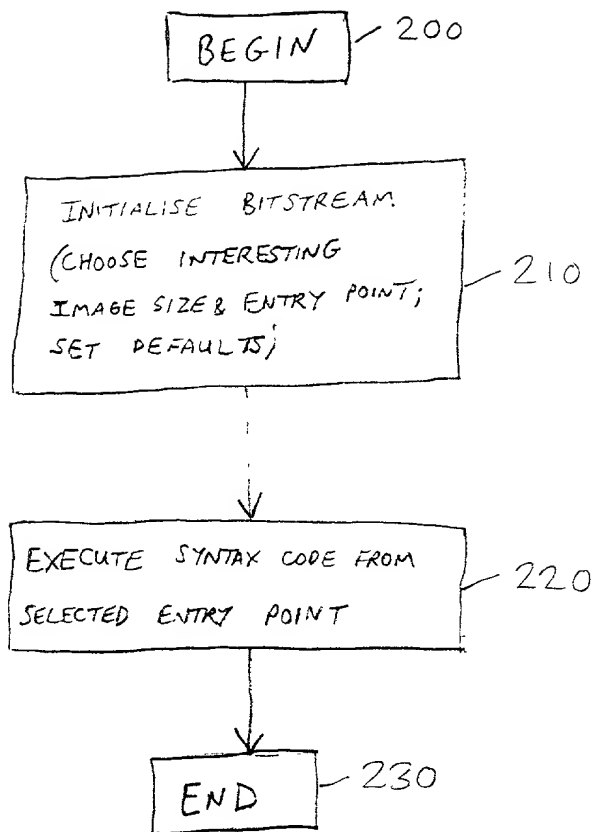 BEGIN
200
INITIALISE BITSTREAM.
(CHOOSE INTERESTING
IMAGE SIZE & ENTRY POINT;
SET DEFAULTS;
210
EXECUTE SYNTAX CODE FROM
SELECTED ENTRY POINT
220
END
230